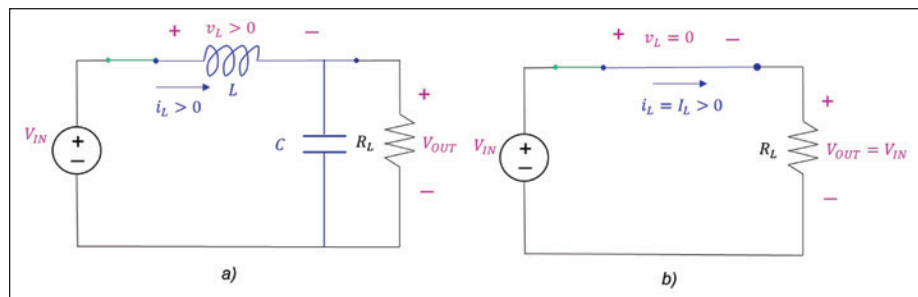 + v_L > 0 −
L
i_L > 0
V_IN
+
−
C
R_L
+
V_OUT
−
a)
+ v_L = 0 −
i_L = I_L > 0
V_IN
+
−
R_L
+
V_OUT = V_IN
−
b)